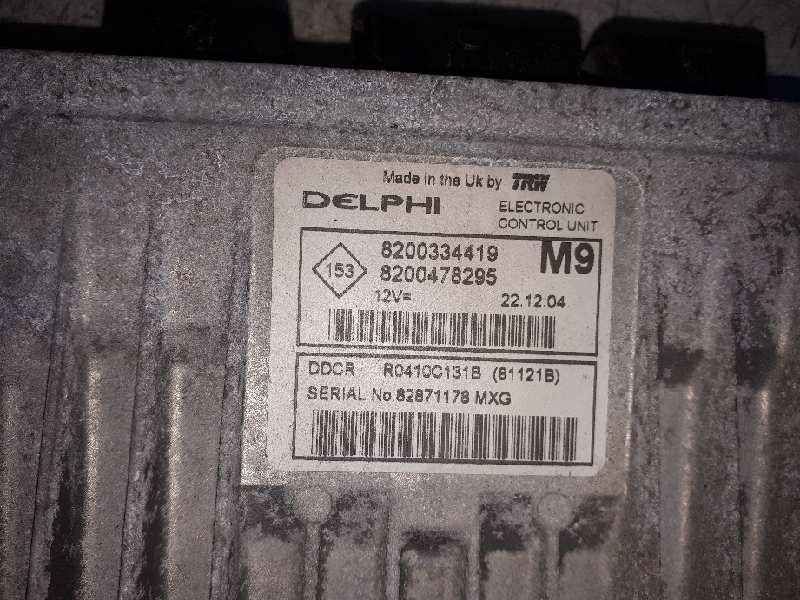 Made in the Uk by TRW
DELPHI ELECTRONIC
CONTROL UNIT
153 8200334419 M9
8200478295
12V= 22.12.04
DDCR R0410C131B (81121B)
SERIAL No 82871178 MXG